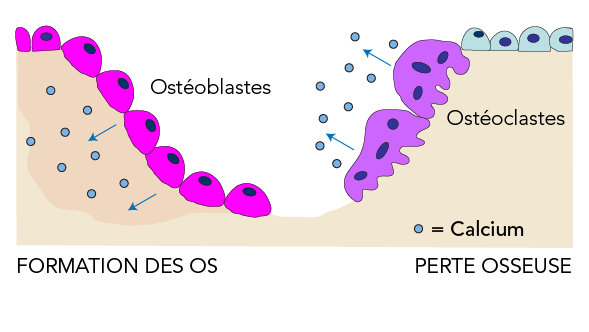 Ostéoblastes
Ostéoclastes
= Calcium
FORMATION DES OS
PERTE OSSEUSE